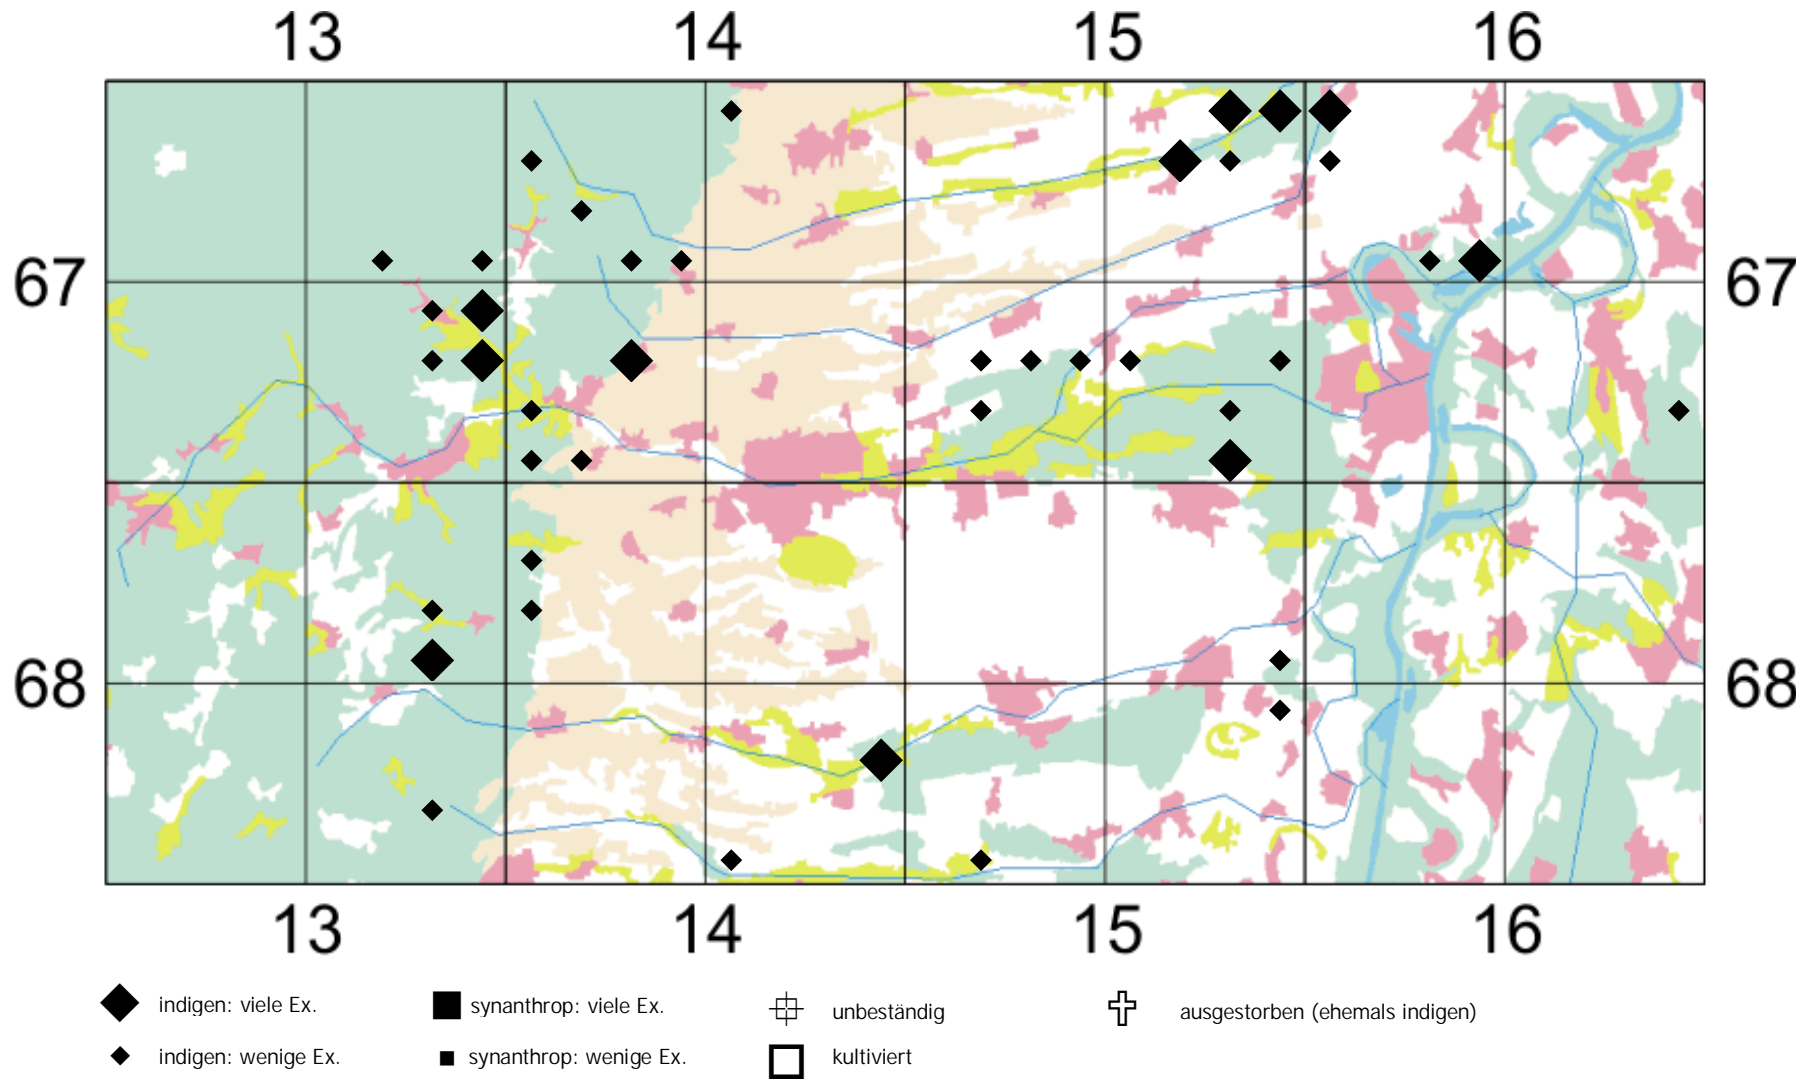 13 14 15 16
67 67
68 68
13 14 15 16
indigen: viele Ex. synanthrop: viele Ex. unbeständig ausgestorben (ehemals indigen)
indigen: wenige Ex. synanthrop: wenige Ex. kultiviert